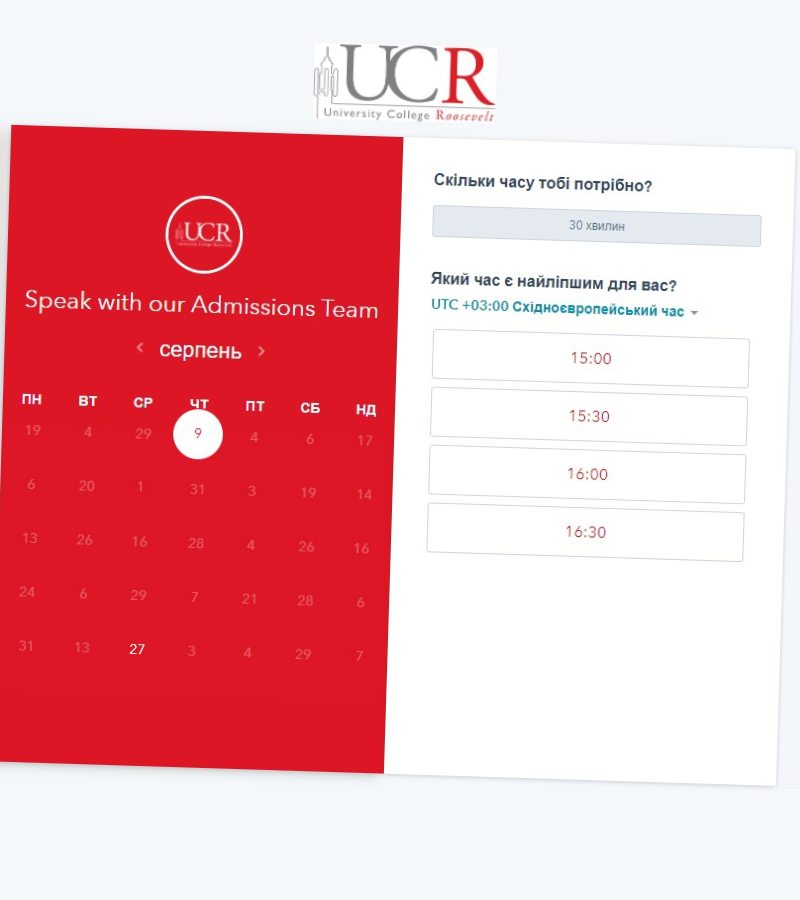 UCR
University College Roosevelt
UCR
Speak with our Admissions Team
серпень
ПН ВТ СР ЧТ ПТ СБ НД
19 4 29 9 4 6 17
6 20 1 31 3 19 14
13 26 16 28 4 26 16
24 6 29 7 21 28 6
31 13 27 3 4 29 7
Скільки часу тобі потрібно?
30 хвилин
Який час є найліпшим для вас?
UTC +03:00 Східноєвропейський час
15:00
15:30
16:00
16:30